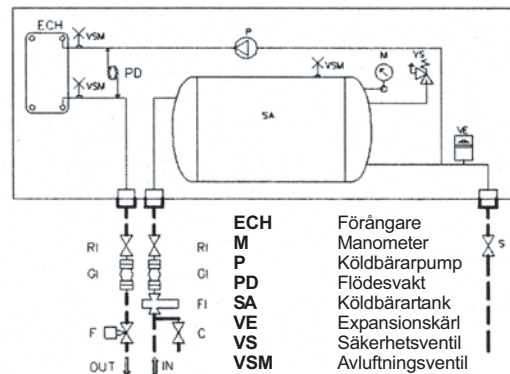 ECH
VSM
P
M
VS
VSM
VSM
PD
SA
VE
RI
RI
S
GI
GI
FI
F
C
OUT
IN
ECH Förångare
M Manometer
P Köldbärarpump
PD Flödesvakt
SA Köldbärartank
VE Expansionskärl
VS Säkerhetsventil
VSM Avluftningsventil